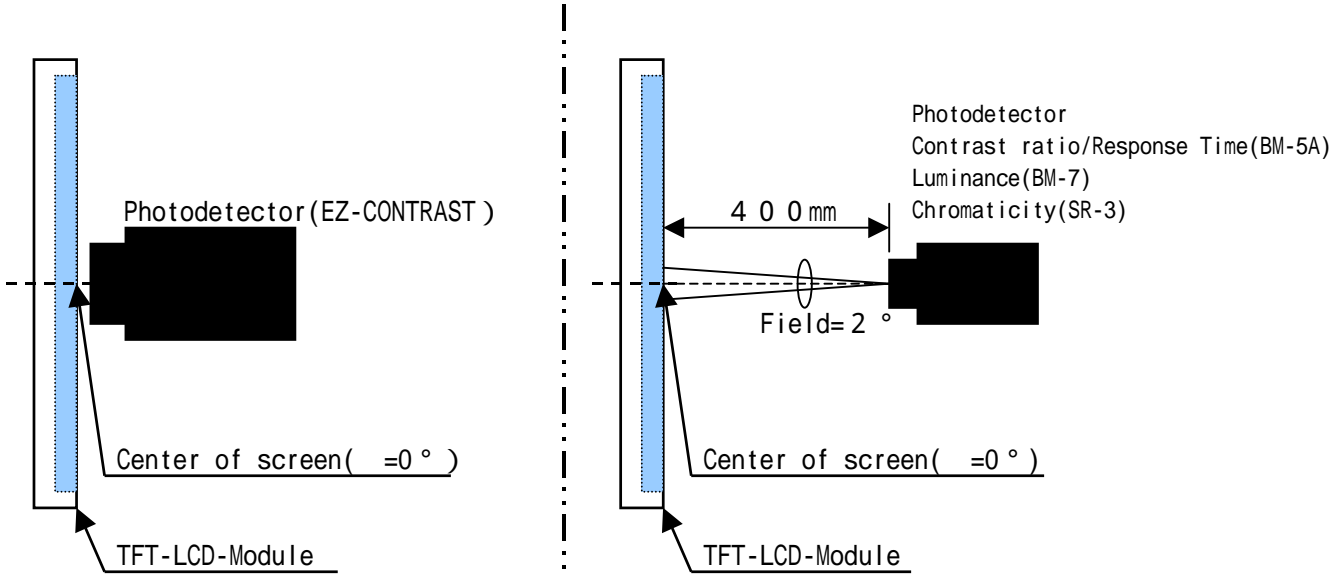 Photodetector(EZ-CONSTRAST)
Center of screen( =0°)
TFT-LCD-Module
Photodetector
Contrast ratio/Response Time(BM-5A)
Luminance(BM-7)
Chromaticity(SR-3)
400mm
Field=2 °
Center of screen( =0°)
TFT-LCD-Module